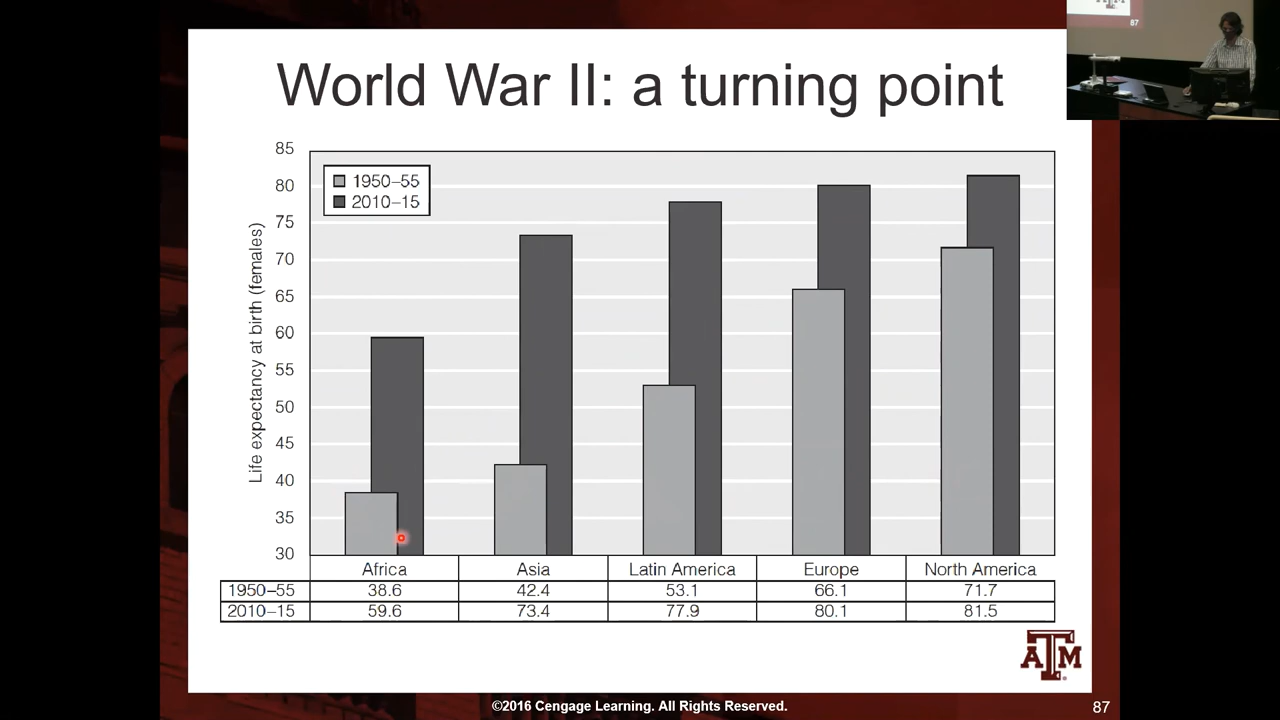 World War II: a turning point
87
85
80
75
70
65
60
55
50
45
40
35
30
Life expectancy at birth (females)
1950–55
2010–15
Africa Asia Latin America Europe North America
1950–55 38.6 42.4 53.1 66.1 71.7
2010–15 59.6 73.4 77.9 80.1 81.5
ATM
©2016 Cengage Learning. All Rights Reserved.
87